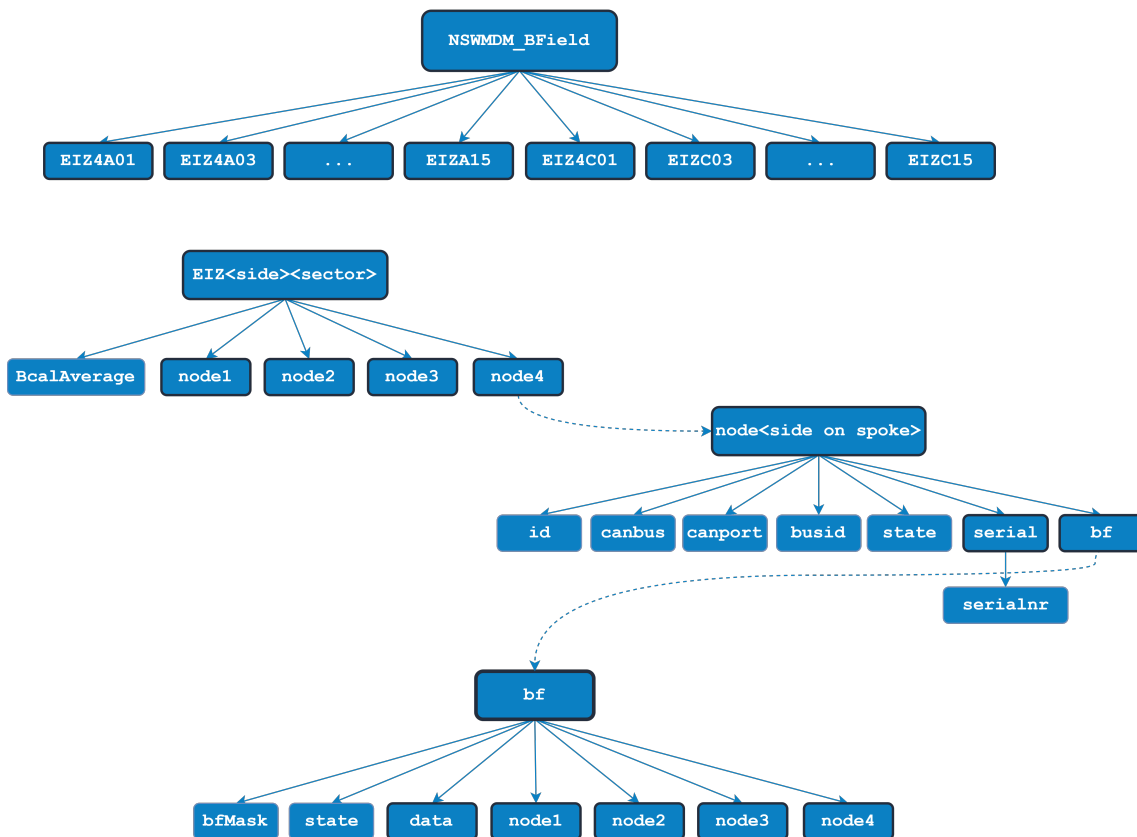 NSWMDM_BField
EIZ4A01 EIZ4A03 ... EIZA15 EIZ4C01 EIZC03 ... EIZC15
EIZ<side><sector>
BcalAverage node1 node2 node3 node4
node<side on spoke>
id canbus canport busid state serial bf
serialnr
bf
bfMask state data node1 node2 node3 node4